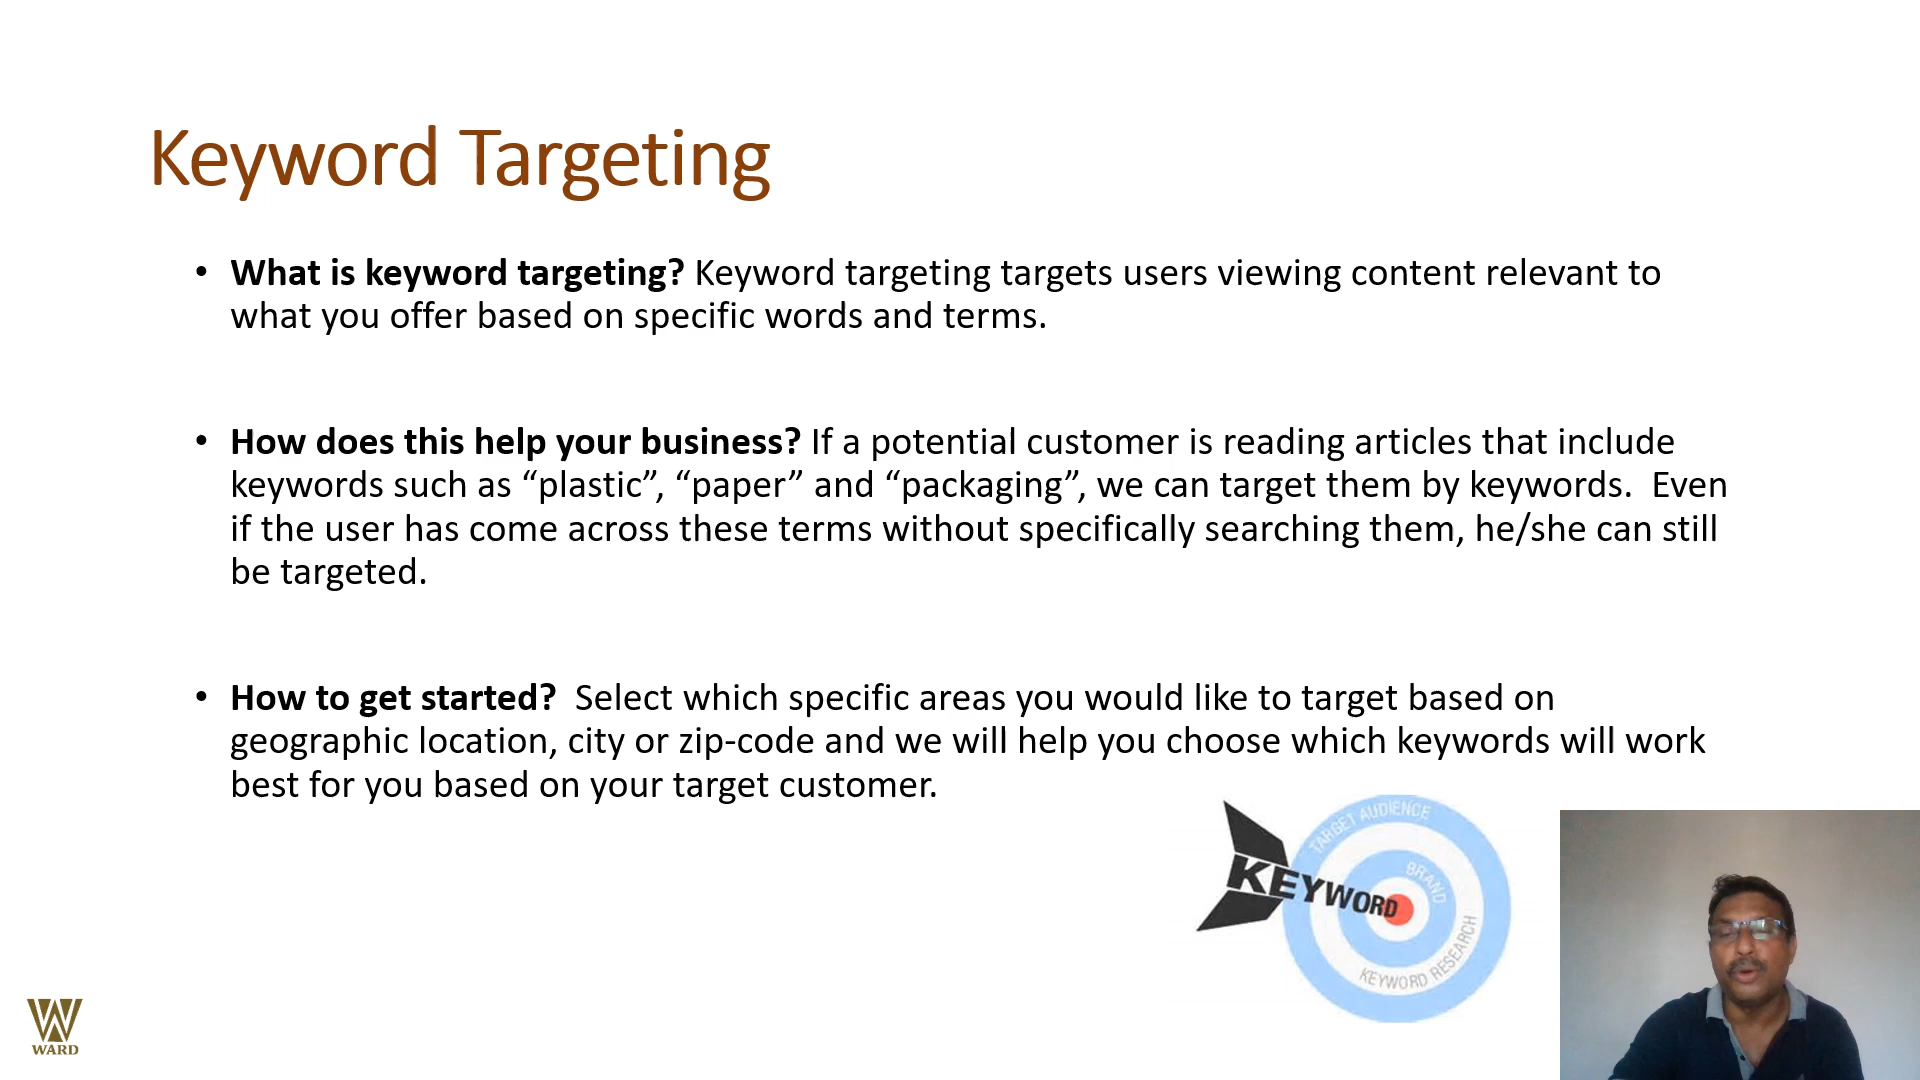 Keyword Targeting
• What is keyword targeting? Keyword targeting targets users viewing content relevant to
what you offer based on specific words and terms.
• How does this help your business? If a potential customer is reading articles that include
keywords such as “plastic”, “paper” and “packaging”, we can target them by keywords.  Even
if the user has come across these terms without specifically searching them, he/she can still
be targeted.
• How to get started?  Select which specific areas you would like to target based on
geographic location, city or zip-code and we will help you choose which keywords will work
best for you based on your target customer.
TARGET AUDIENCE
BRAND
KEYWORD
KEYWORD RESEARCH
W
WARD